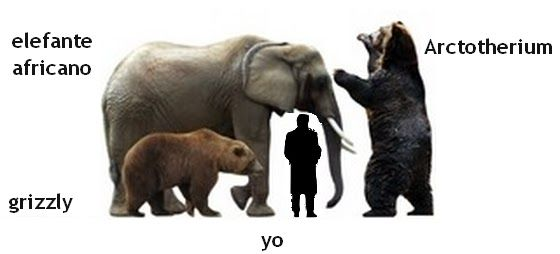 elefante
africano
Arctotherium
grizzly
yo